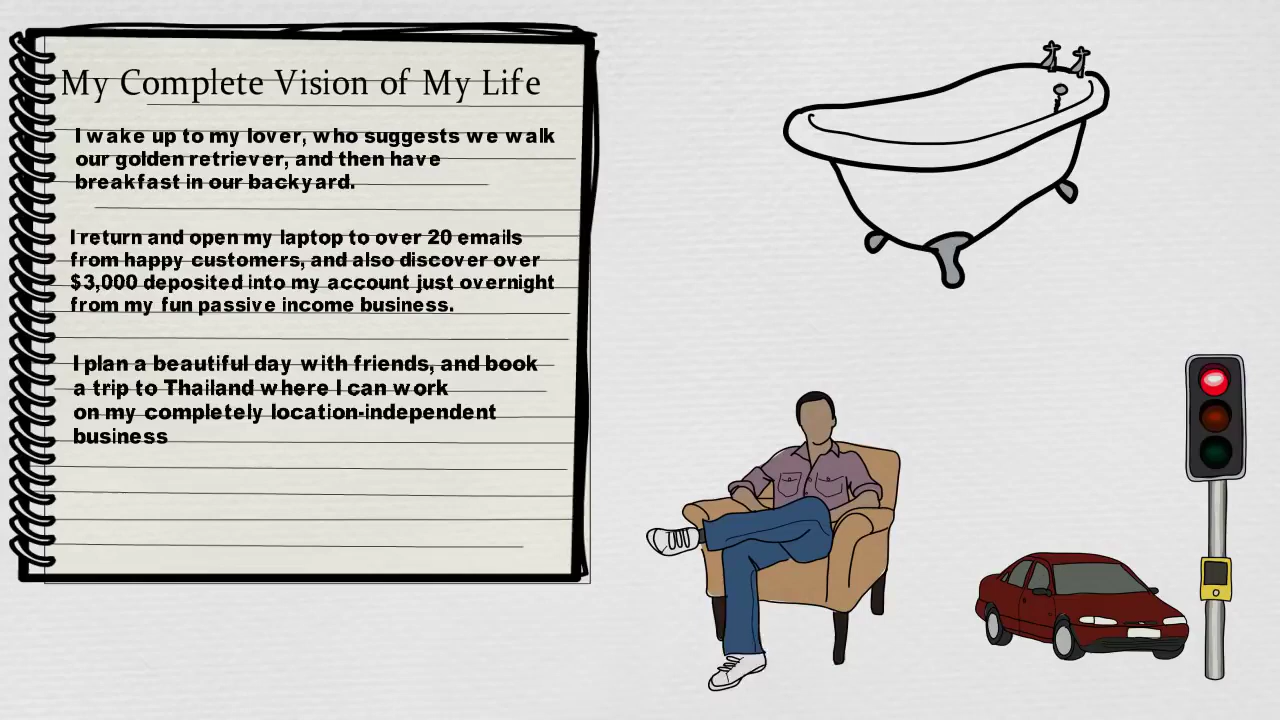 My Complete Vision of My Life
I wake up to my lover, who suggests we walk
our golden retriever, and then have
breakfast in our backyard.
I return and open my laptop to over 20 emails
from happy customers, and also discover over
$3,000 deposited into my account just overnight
from my fun passive income business.
I plan a beautiful day with friends, and book
a trip to Thailand where I can work
on my completely location-independent
business